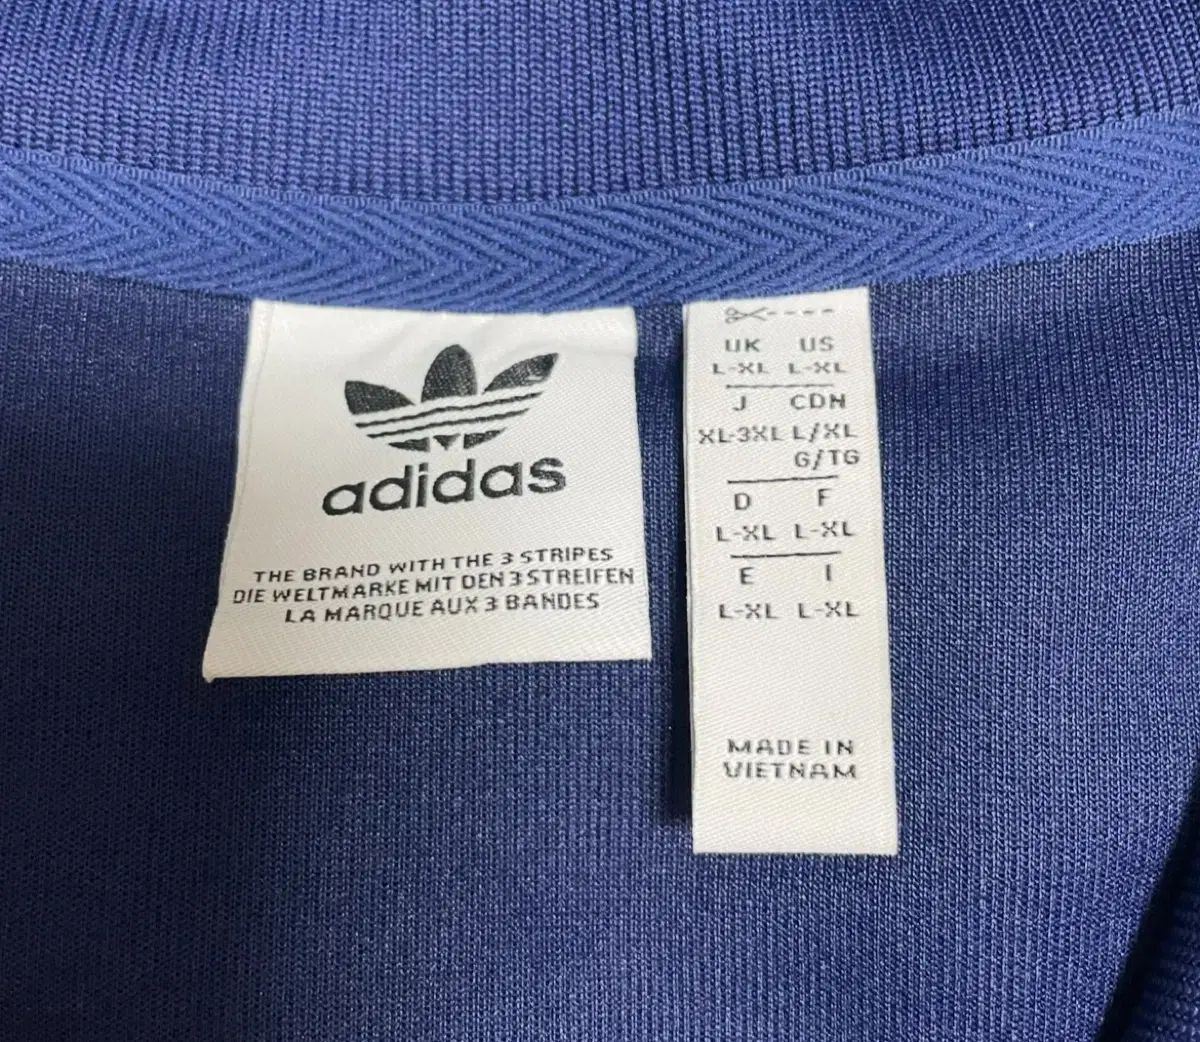 adidas
THE BRAND WITH THE 3 STRIPES
DIE WELTMARKE MIT DEN 3 STREIFEN
LA MARQUE AUX 3 BANDES
UK US
L-XL L-XL
J CDN
XL-3XL L/XL
G/TG
D F
L-XL L-XL
E I
L-XL L-XL
MADE IN
VIETNAM